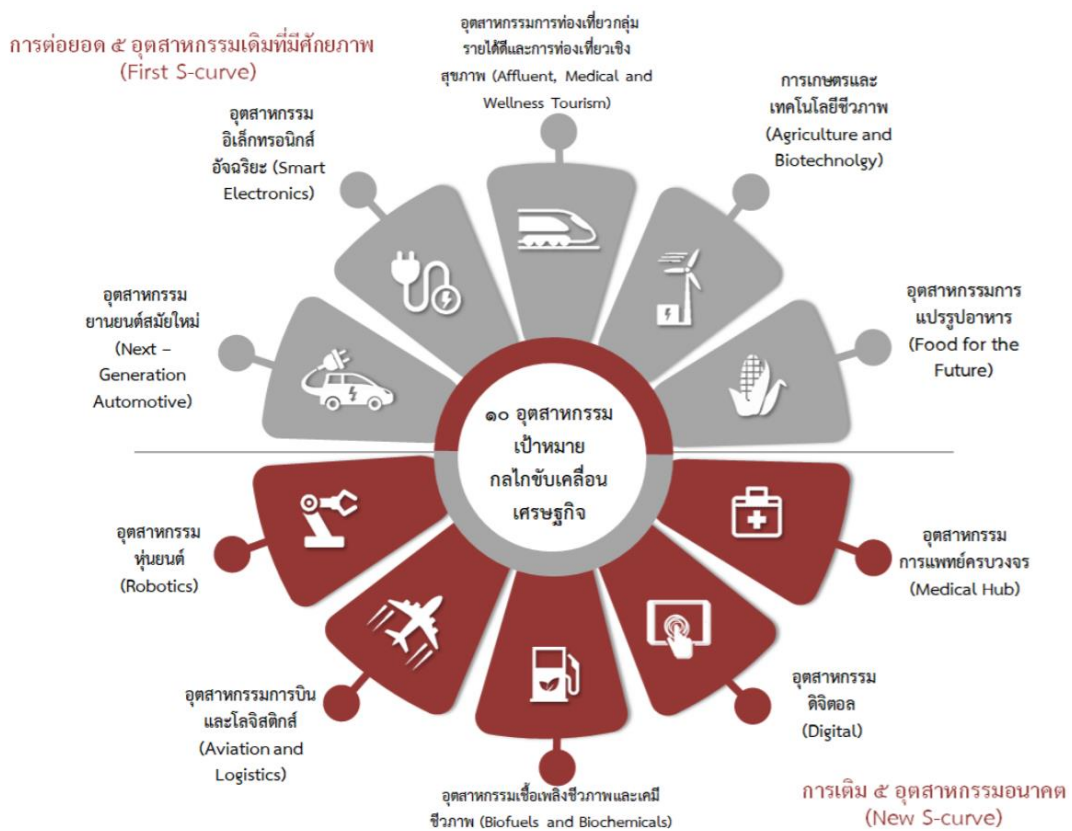 การต่อยอด ๕ อุตสาหกรรมเดิมที่มีศักยภาพ
(First S-curve)
อุตสาหกรรมการท่องเที่ยวกลุ่ม
รายได้ดีและการท่องเที่ยวเชิง
สุขภาพ (Affluent, Medical and
Wellness Tourism)
การเกษตรและ
เทคโนโลยีชีวภาพ
(Agriculture and
Biotechnolgy)
อุตสาหกรรม
อิเล็กทรอนิกส์
อัจฉริยะ (Smart
Electronics)
อุตสาหกรรม
ยานยนต์สมัยใหม่
(Next –
Generation
Automotive)
อุตสาหกรรมการ
แปรรูปอาหาร
(Food for the
Future)
๑๐ อุตสาหกรรม
เป้าหมาย
กลไกขับเคลื่อน
เศรษฐกิจ
อุตสาหกรรม
หุ่นยนต์
(Robotics)
อุตสาหกรรม
การแพทย์ครบวงจร
(Medical Hub)
อุตสาหกรรมการบิน
และโลจิสติกส์
(Aviation and
Logistics)
อุตสาหกรรม
ดิจิตอล
(Digital)
อุตสาหกรรมเชื้อเพลิงชีวภาพและเคมี
ชีวภาพ (Biofuels and Biochemicals)
การเติม ๕ อุตสาหกรรมอนาคต
(New S-curve)